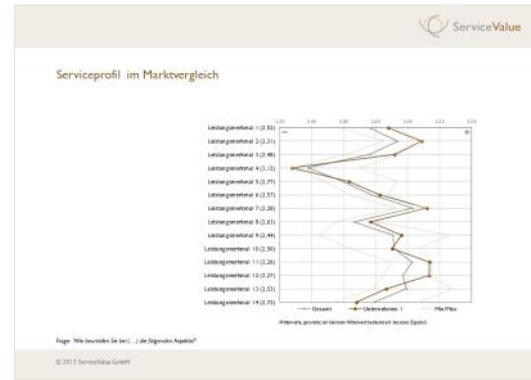 ServiceValue
Serviceprofil im Marktvergleich
Leistungsmerkmal 1 (2,52)
Leistungsmerkmal 2 (2,31)
Leistungsmerkmal 3 (2,48)
Leistungsmerkmal 4 (3,12)
Leistungsmerkmal 5 (2,77)
Leistungsmerkmal 6 (2,57)
Leistungsmerkmal 7 (2,28)
Leistungsmerkmal 8 (2,63)
Leistungsmerkmal 9 (2,44)
Leistungsmerkmal 10 (2,50)
Leistungsmerkmal 11 (2,26)
Leistungsmerkmal 12 (2,27)
Leistungsmerkmal 13 (2,53)
Leistungsmerkmal 14 (2,72)
Gesamt Unternehmen 1 Min/Max
Frage: "Wie beurteilen Sie bei (…) die folgenden Aspekte?"
© 2013 ServiceValue GmbH